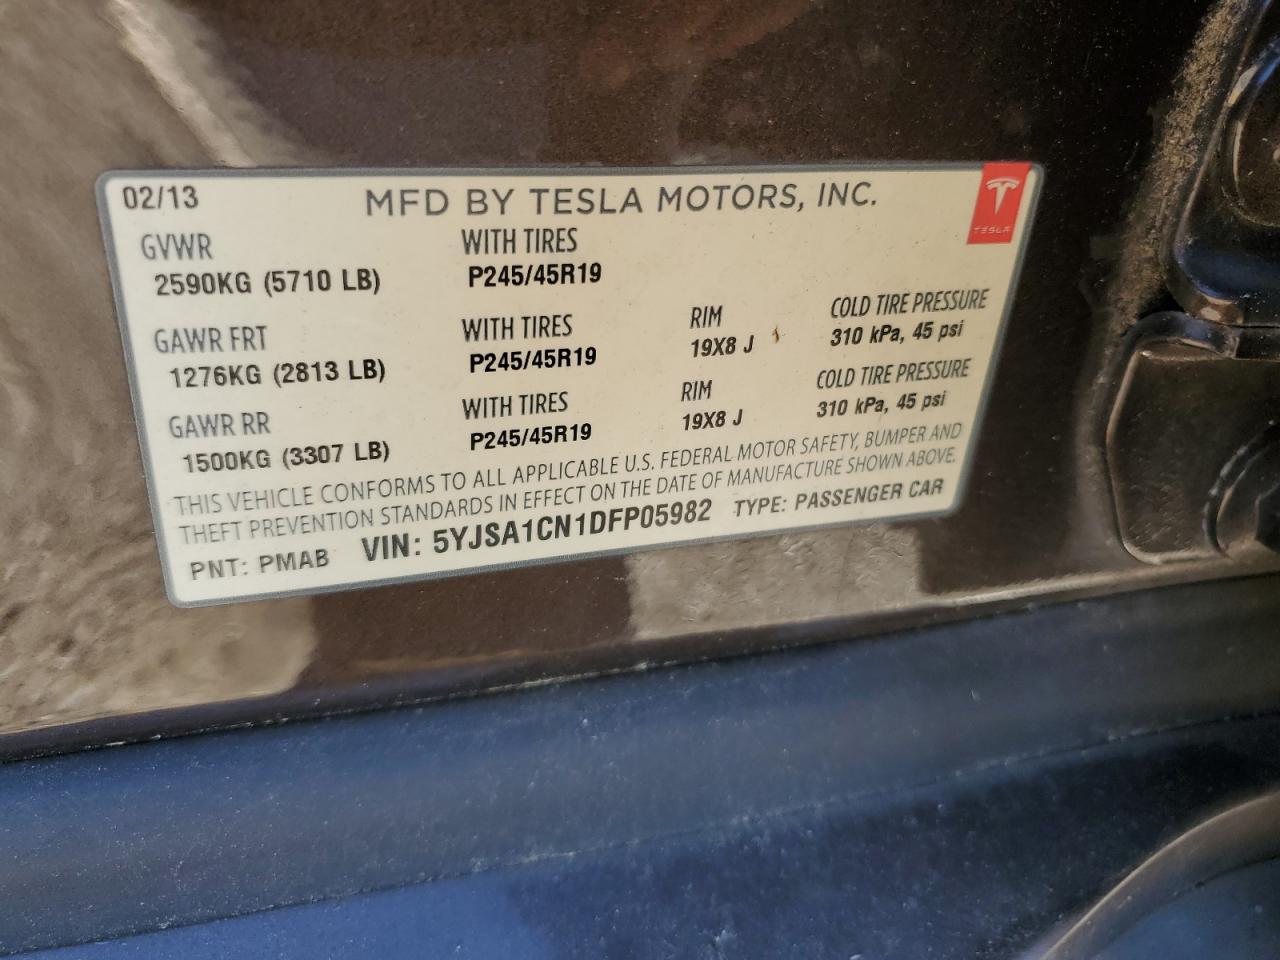 02/13 MFD BY TESLA MOTORS, INC.
TESLA
GVWR WITH TIRES
2590KG (5710 LB) P245/45R19
GAWR FRT WITH TIRES RIM COLD TIRE PRESSURE
1276KG (2813 LB) P245/45R19 19X8 J 310 kPa, 45 psi
GAWR RR WITH TIRES RIM COLD TIRE PRESSURE
1500KG (3307 LB) P245/45R19 19X8 J 310 kPa, 45 psi
THIS VEHICLE CONFORMS TO ALL APPLICABLE U.S. FEDERAL MOTOR SAFETY, BUMPER AND
THEFT PREVENTION STANDARDS IN EFFECT ON THE DATE OF MANUFACTURE SHOWN ABOVE.
PNT: PMAB VIN: 5YJSA1CN1DFP05982 TYPE: PASSENGER CAR